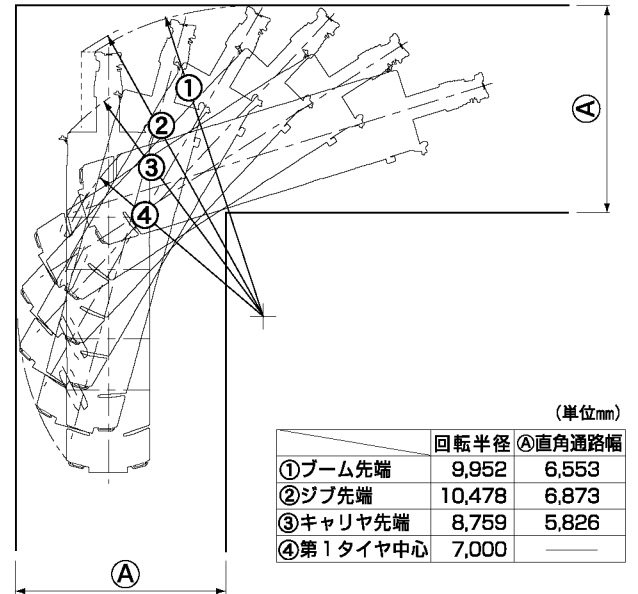 ①
②
③
④
Ⓐ
(単位mm)
回転半径 Ⓐ直角通路幅
①ブーム先端 9,952 6,553
②ジブ先端 10,478 6,873
③キャリヤ先端 8,759 5,826
④第1タイヤ中心 7,000 ——
Ⓐ